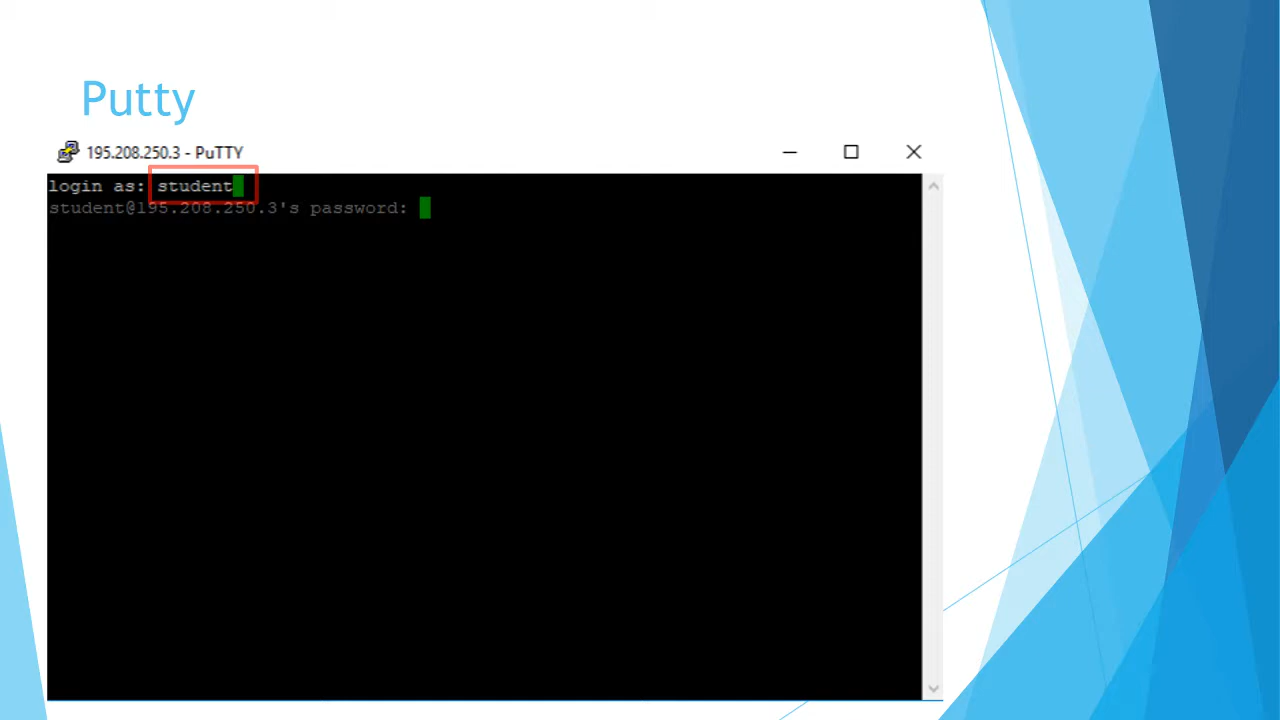 Putty
195.208.250.3 - PuTTY
login as: student
student@195.208.250.3's password: